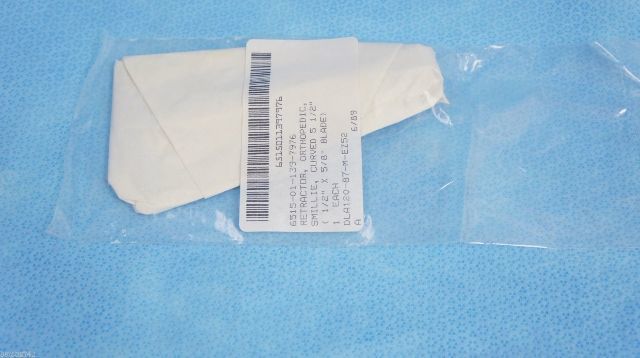 6515011397976
6515-01-139-7976
RETRACTOR, ORTHOPEDIC,
SMILLIE, CURVED 5 1/2"
( 1/2" X 5/8" BLADE)
1 EACH
DLA120-87-M-EZ52
A 6/89